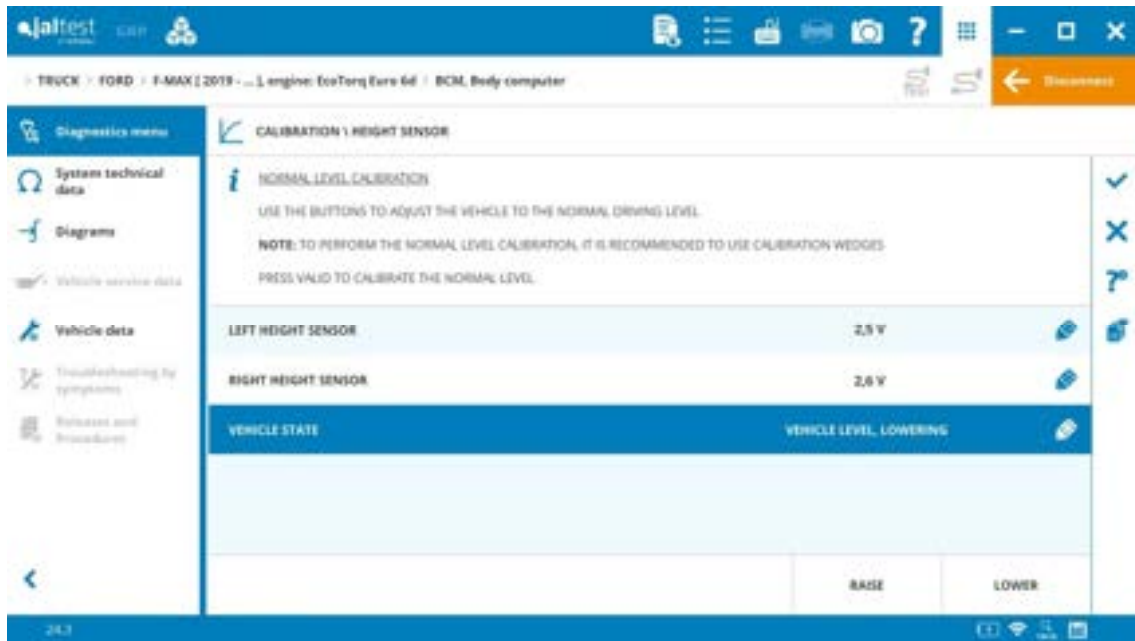 jaltest
TRUCK FORD F-MAX [ 2019 - ... ], engine: EcoTorq Euro 6d BCM, Body computer
Disconnect
Diagnostics menu
CALIBRATION \ HEIGHT SENSOR
System technical
data
Diagrams
Vehicle service data
Vehicle data
Troubleshooting by
symptoms
Releases and
Procedures
NORMAL LEVEL CALIBRATION
USE THE BUTTONS TO ADJUST THE VEHICLE TO THE NORMAL DRIVING LEVEL.
NOTE: TO PERFORM THE NORMAL LEVEL CALIBRATION, IT IS RECOMMENDED TO USE CALIBRATION WEDGES
PRESS VALID TO CALIBRATE THE NORMAL LEVEL.
LEFT HEIGHT SENSOR 2,5 V
RIGHT HEIGHT SENSOR 2,6 V
VEHICLE STATE VEHICLE LEVEL, LOWERING
RAISE LOWER
24.3